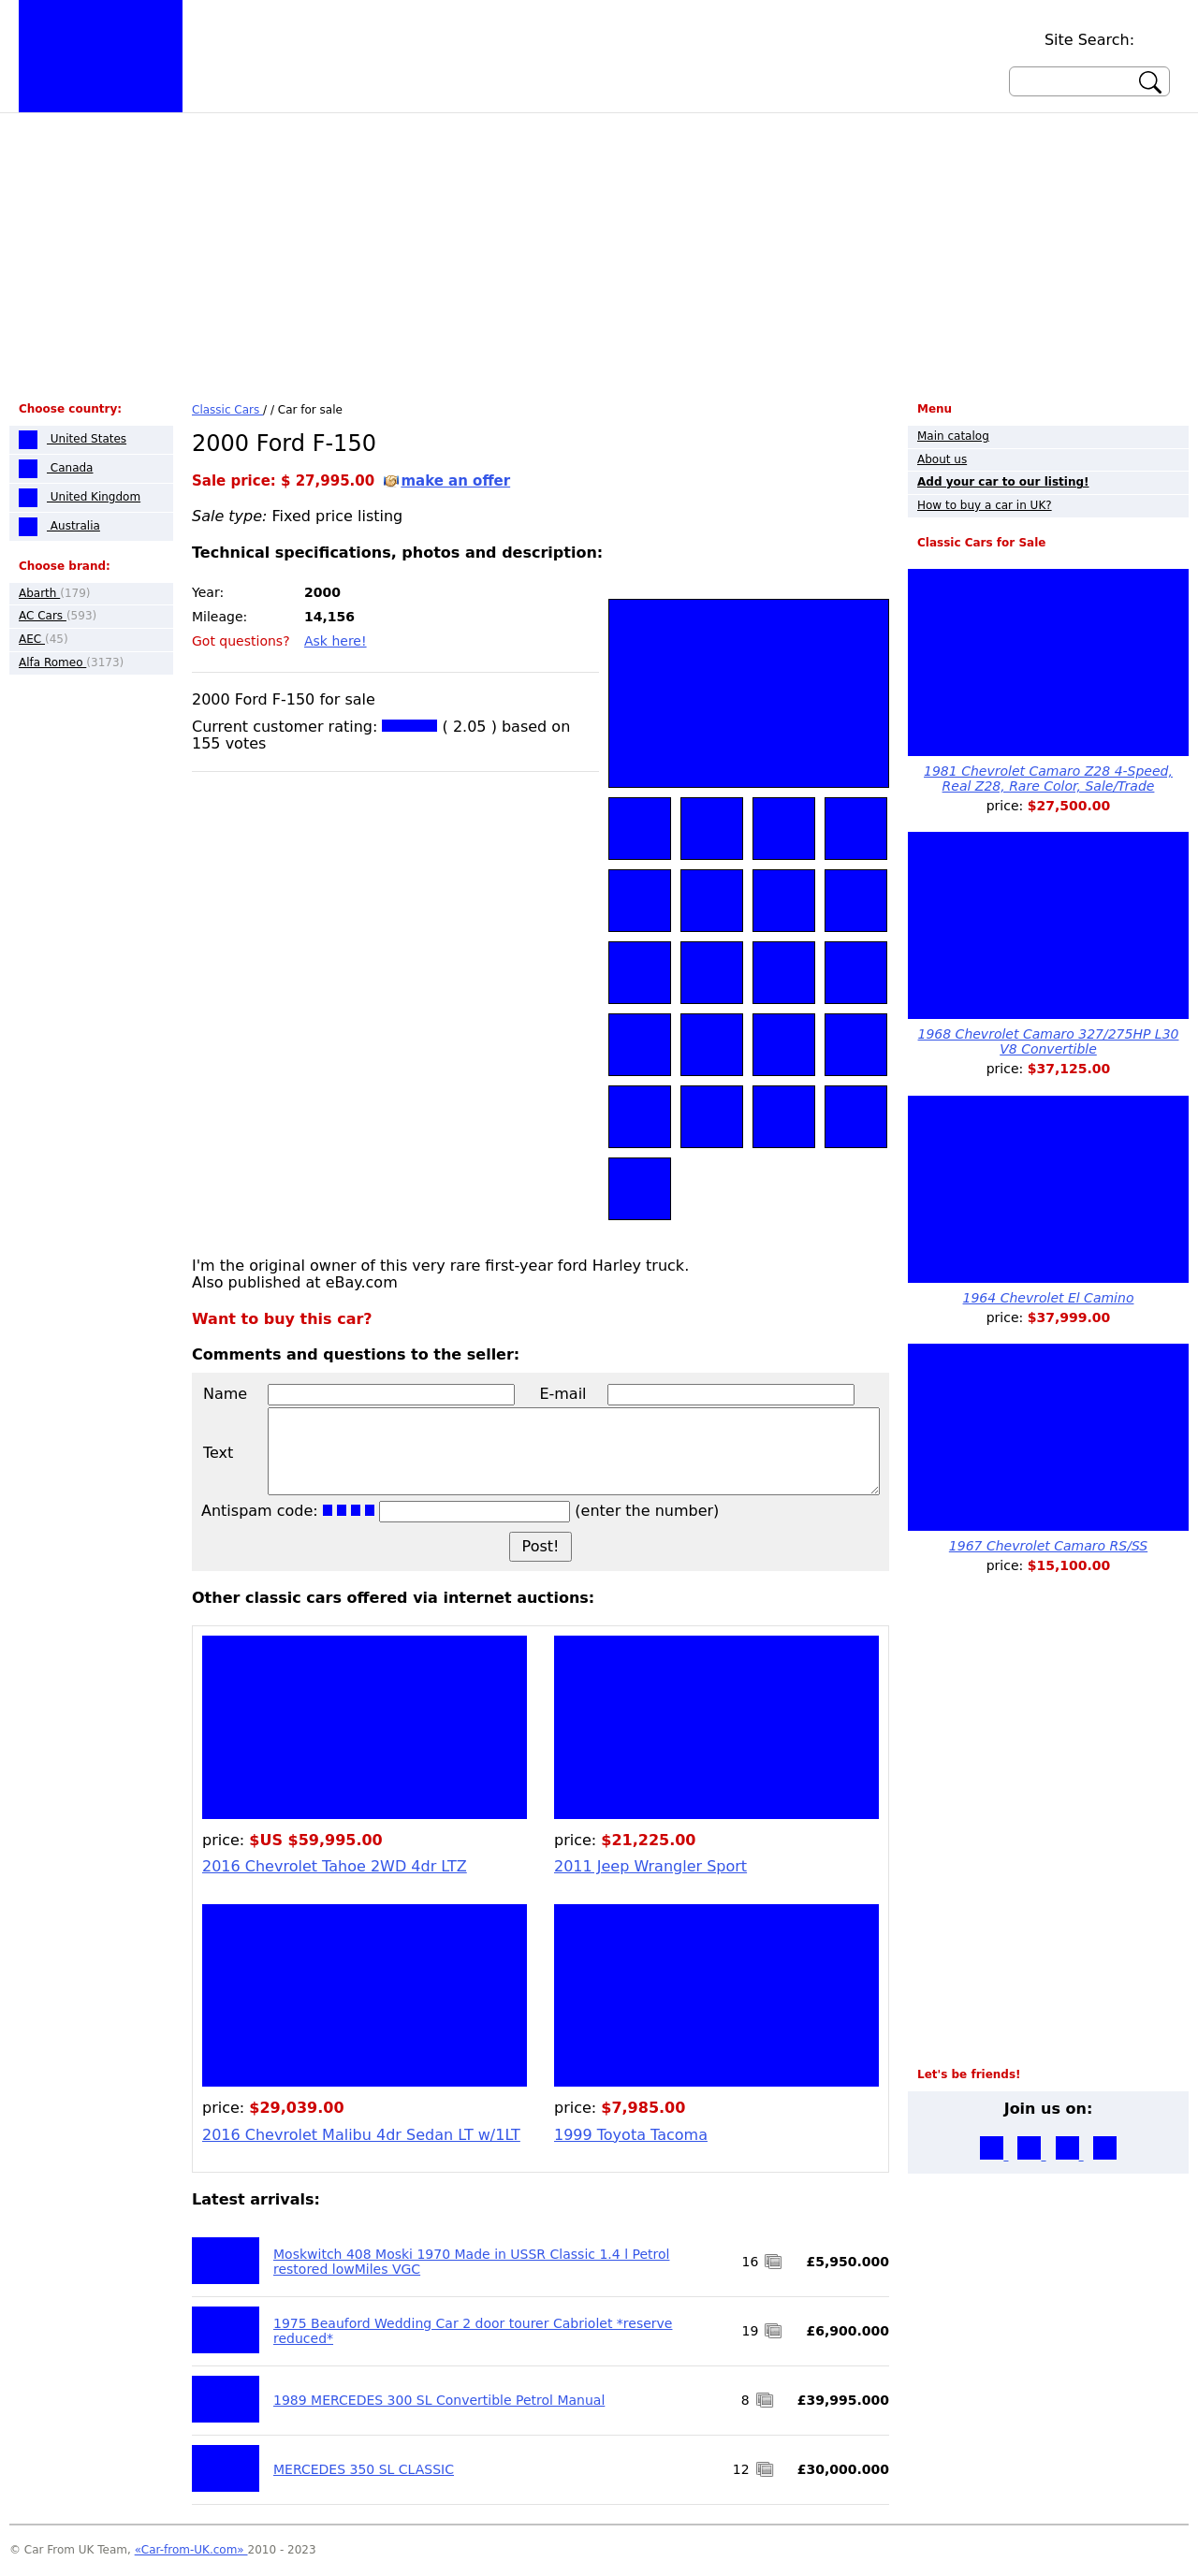 Site Search:
Choose country:
United States
Canada
United Kingdom
Australia
Choose brand:
Abarth (179)
AC Cars (593)
AEC (45)
Alfa Romeo (3173)
Classic Cars / / Car for sale
2000 Ford F-150
Sale price: $ 27,995.00 make an offer
Sale type: Fixed price listing
Technical specifications, photos and description:
Year: 2000
Mileage: 14,156
Got questions? Ask here!
2000 Ford F-150 for sale
Current customer rating: ( 2.05 ) based on
155 votes
I'm the original owner of this very rare first-year ford Harley truck.
Also published at eBay.com
Want to buy this car?
Comments and questions to the seller:
Name E-mail
Text
Antispam code: (enter the number)
Post!
Other classic cars offered via internet auctions:
price: $US $59,995.00
2016 Chevrolet Tahoe 2WD 4dr LTZ
price: $21,225.00
2011 Jeep Wrangler Sport
price: $29,039.00
2016 Chevrolet Malibu 4dr Sedan LT w/1LT
price: $7,985.00
1999 Toyota Tacoma
Latest arrivals:
Moskwitch 408 Moski 1970 Made in USSR Classic 1.4 l Petrol
restored lowMiles VGC
16 £5,950.000
1975 Beauford Wedding Car 2 door tourer Cabriolet *reserve
reduced*
19 £6,900.000
1989 MERCEDES 300 SL Convertible Petrol Manual
8 £39,995.000
MERCEDES 350 SL CLASSIC
12 £30,000.000
Menu
Main catalog
About us
Add your car to our listing!
How to buy a car in UK?
Classic Cars for Sale
1981 Chevrolet Camaro Z28 4-Speed,
Real Z28, Rare Color, Sale/Trade
price: $27,500.00
1968 Chevrolet Camaro 327/275HP L30
V8 Convertible
price: $37,125.00
1964 Chevrolet El Camino
price: $37,999.00
1967 Chevrolet Camaro RS/SS
price: $15,100.00
Let's be friends!
Join us on:
© Car From UK Team, «Car-from-UK.com» 2010 - 2023